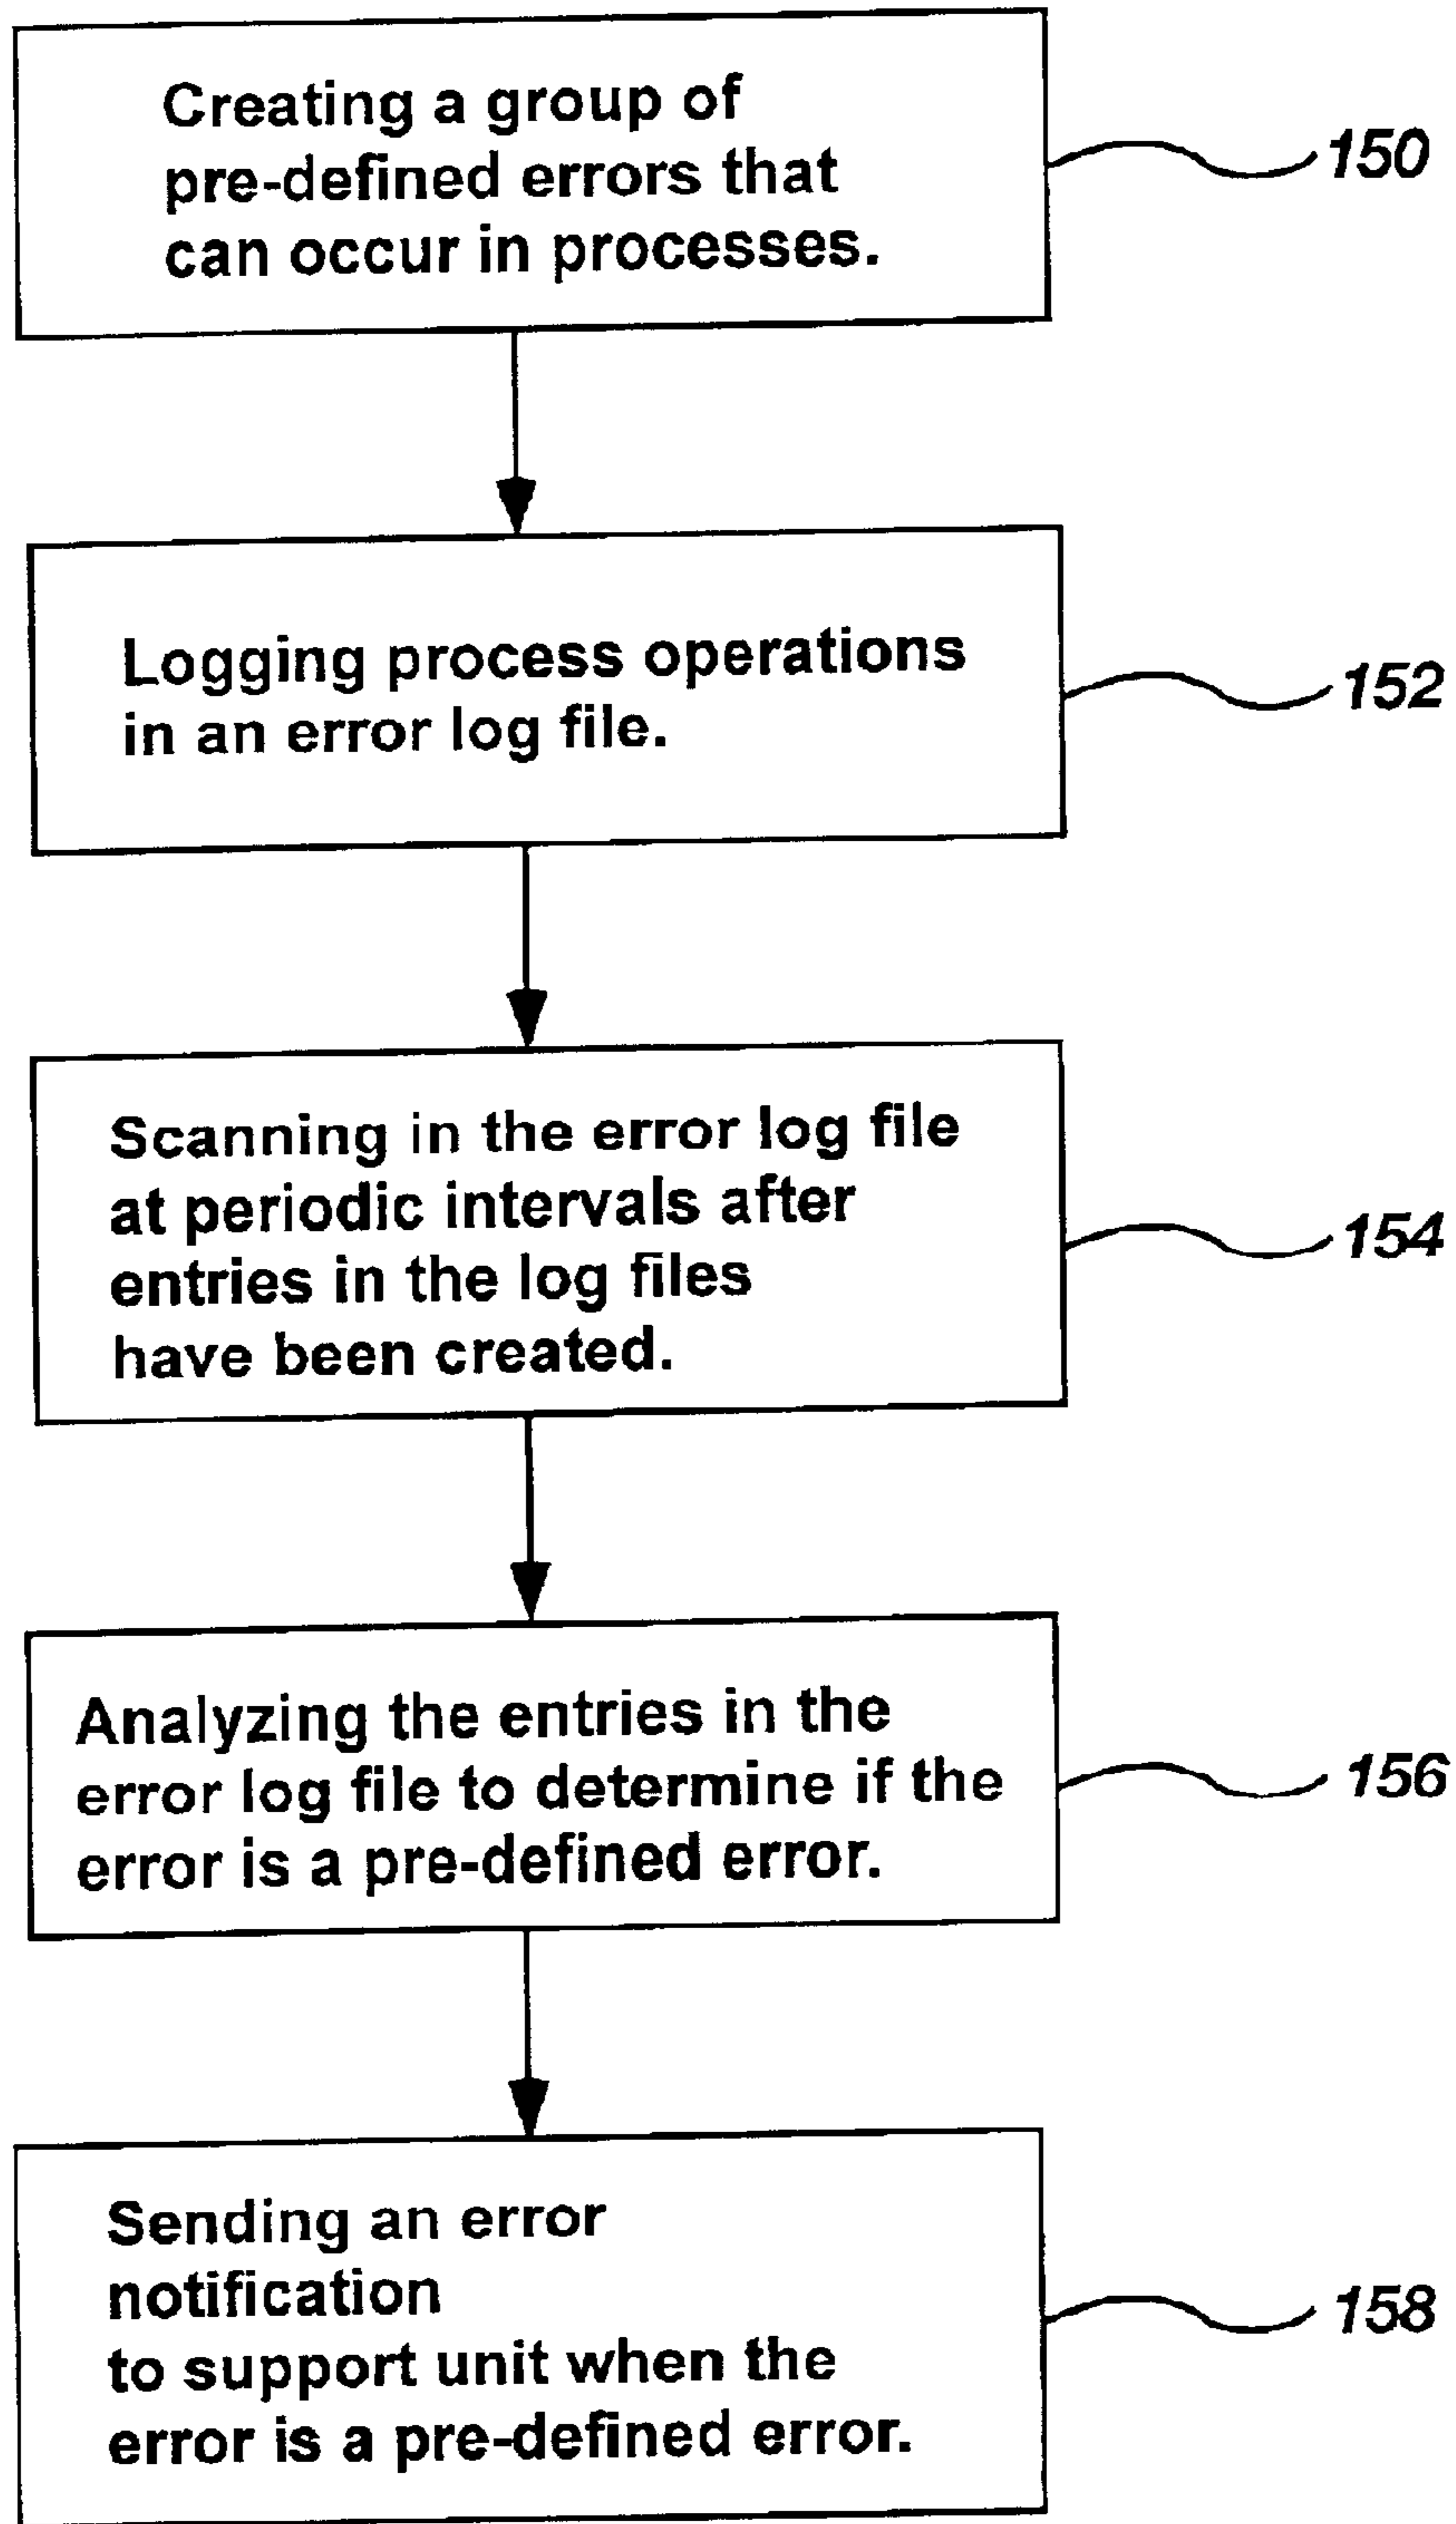 Creating a group of
pre-defined errors that
can occur in processes.
150
Logging process operations
in an error log file.
152
Scanning in the error log file
at periodic intervals after
entries in the log files
have been created.
154
Analyzing the entries in the
error log file to determine if the
error is a pre-defined error.
156
Sending an error
notification
to support unit when the
error is a pre-defined error.
158